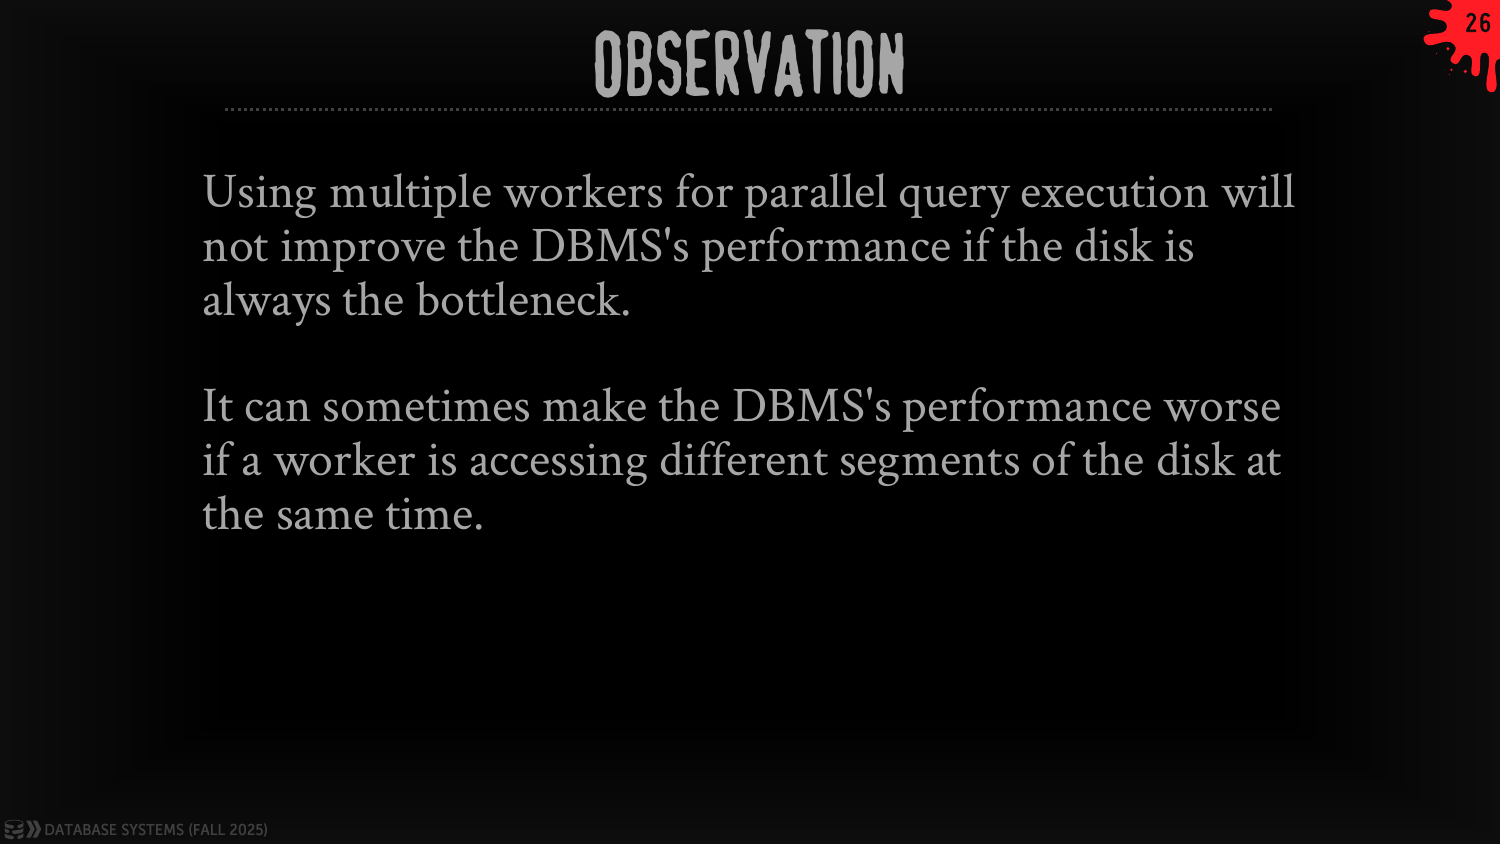 OBSERVATION
26
Using multiple workers for parallel query execution will
not improve the DBMS's performance if the disk is
always the bottleneck.
It can sometimes make the DBMS's performance worse
if a worker is accessing different segments of the disk at
the same time.
DATABASE SYSTEMS (FALL 2025)